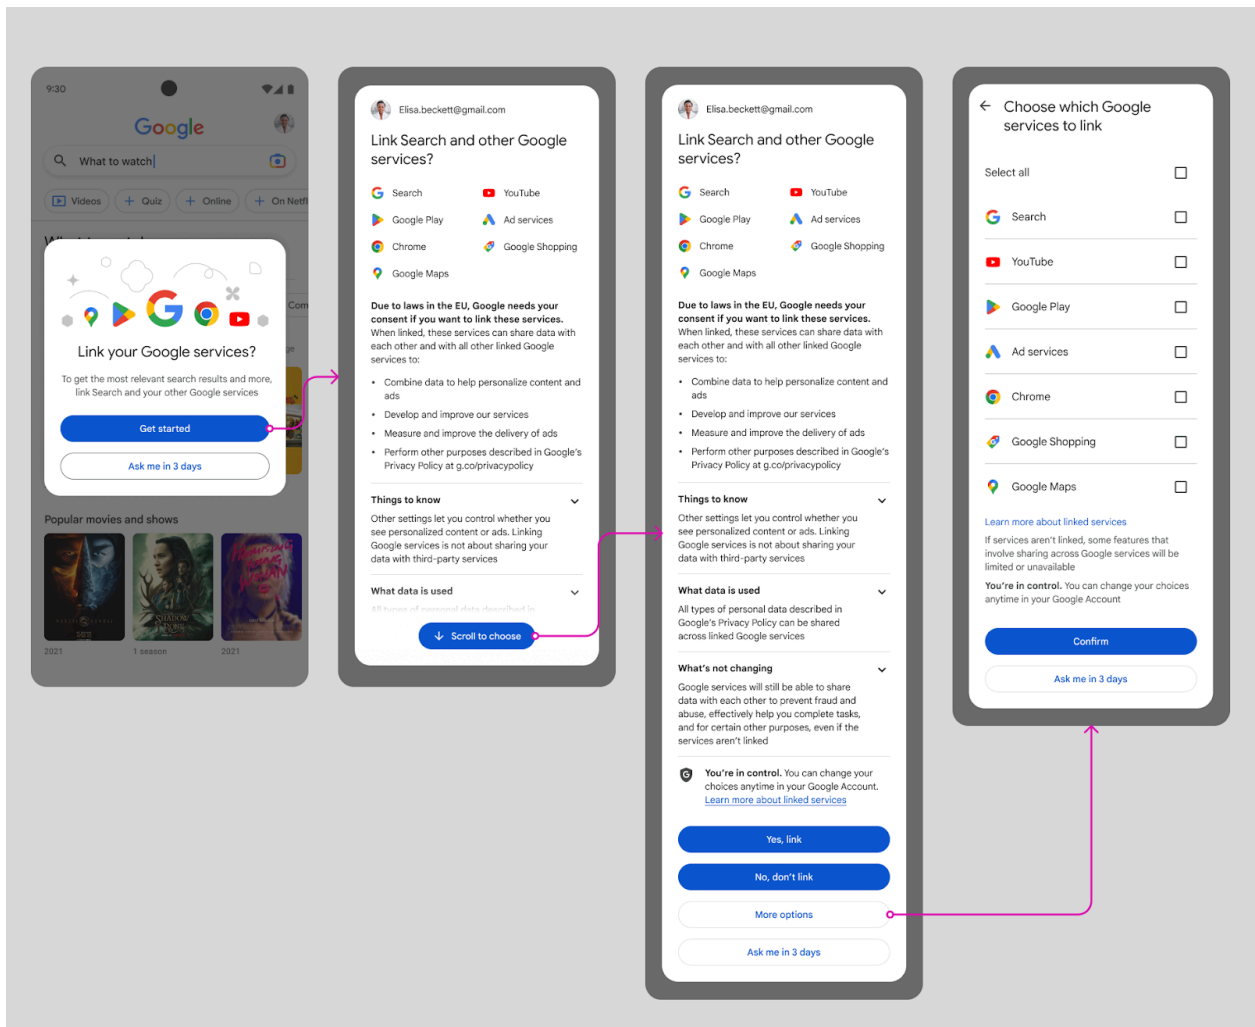 9:30
Google
What to watch
Videos
+ Quiz
+ Online
+ On Netfl
Com
Link your Google services?
To get the most relevant search results and more,
link Search and your other Google services
Get started
Ask me in 3 days
Popular movies and shows
2021
1 season
2021
Elisa.beckett@gmail.com
Link Search and other Google
services?
Search
YouTube
Google Play
Ad services
Chrome
Google Shopping
Google Maps
Due to laws in the EU, Google needs your
consent if you want to link these services.
When linked, these services can share data with
each other and with all other linked Google
services to:
• Combine data to help personalize content and
ads
• Develop and improve our services
• Measure and improve the delivery of ads
• Perform other purposes described in Google's
Privacy Policy at g.co/privacypolicy
Things to know
Other settings let you control whether you
see personalized content or ads. Linking
Google services is not about sharing your
data with third-party services
What data is used
All types of personal data described in
Scroll to choose
Elisa.beckett@gmail.com
Link Search and other Google
services?
Search
YouTube
Google Play
Ad services
Chrome
Google Shopping
Google Maps
Due to laws in the EU, Google needs your
consent if you want to link these services.
When linked, these services can share data with
each other and with all other linked Google
services to:
• Combine data to help personalize content and
ads
• Develop and improve our services
• Measure and improve the delivery of ads
• Perform other purposes described in Google's
Privacy Policy at g.co/privacypolicy
Things to know
Other settings let you control whether you
see personalized content or ads. Linking
Google services is not about sharing your
data with third-party services
What data is used
All types of personal data described in
Google's Privacy Policy can be shared
across linked Google services
What's not changing
Google services will still be able to share
data with each other to prevent fraud and
abuse, effectively help you complete tasks,
and for certain other purposes, even if the
services aren't linked
You're in control. You can change your
choices anytime in your Google Account.
Learn more about linked services
Yes, link
No, don't link
More options
Ask me in 3 days
Choose which Google
services to link
Select all
Search
YouTube
Google Play
Ad services
Chrome
Google Shopping
Google Maps
Learn more about linked services
If services aren't linked, some features that
involve sharing across Google services will be
limited or unavailable
You're in control. You can change your choices
anytime in your Google Account
Confirm
Ask me in 3 days